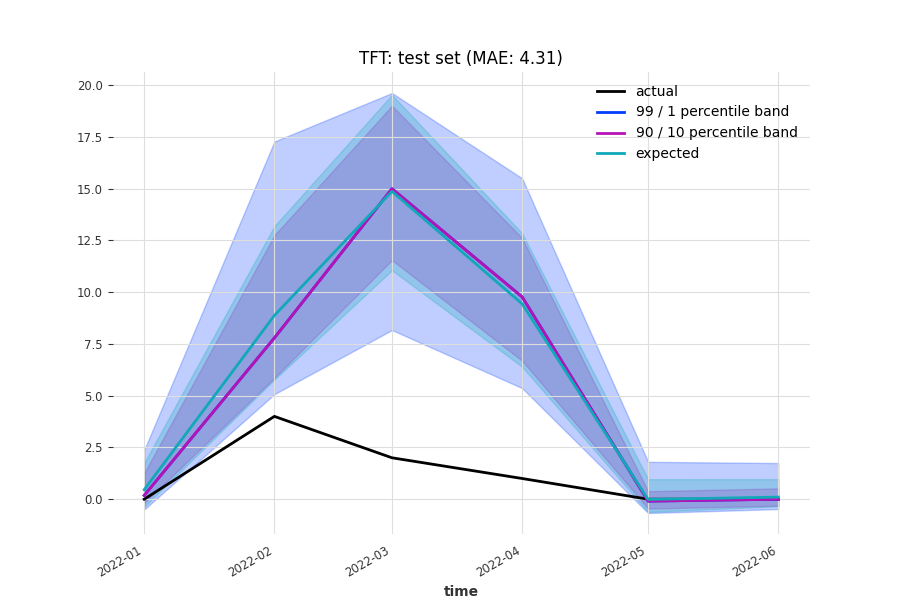 TFT: test set (MAE: 4.31)
actual
99 / 1 percentile band
90 / 10 percentile band
expected
20.0
17.5
15.0
12.5
10.0
7.5
5.0
2.5
0.0
2022-01
2022-02
2022-03
2022-04
2022-05
2022-06
time